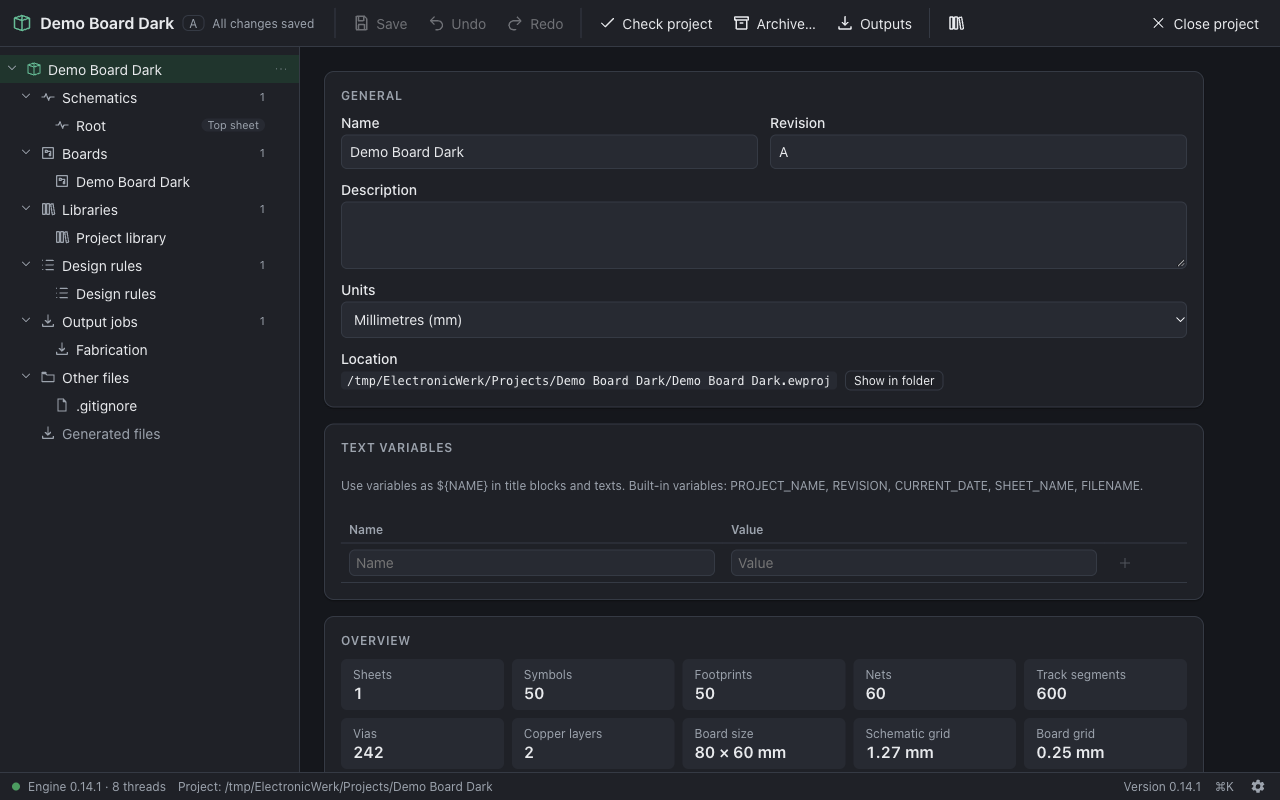 Demo Board Dark A All changes saved Save Undo Redo Check project Archive... Outputs Close project
Demo Board Dark ...
Schematics 1
Root Top sheet
Boards 1
Demo Board Dark
Libraries 1
Project library
Design rules 1
Design rules
Output jobs 1
Fabrication
Other files
.gitignore
Generated files
GENERAL
Name Revision
Demo Board Dark A
Description
Units
Millimetres (mm)
Location
/tmp/ElectronicWerk/Projects/Demo Board Dark/Demo Board Dark.ewproj Show in folder
TEXT VARIABLES
Use variables as ${NAME} in title blocks and texts. Built-in variables: PROJECT_NAME, REVISION, CURRENT_DATE, SHEET_NAME, FILENAME.
Name Value
Name Value +
OVERVIEW
Sheets Symbols Footprints Nets Track segments
1 50 50 60 600
Vias Copper layers Board size Schematic grid Board grid
242 2 80 × 60 mm 1.27 mm 0.25 mm
Engine 0.14.1 · 8 threads Project: /tmp/ElectronicWerk/Projects/Demo Board Dark Version 0.14.1 ⌘K